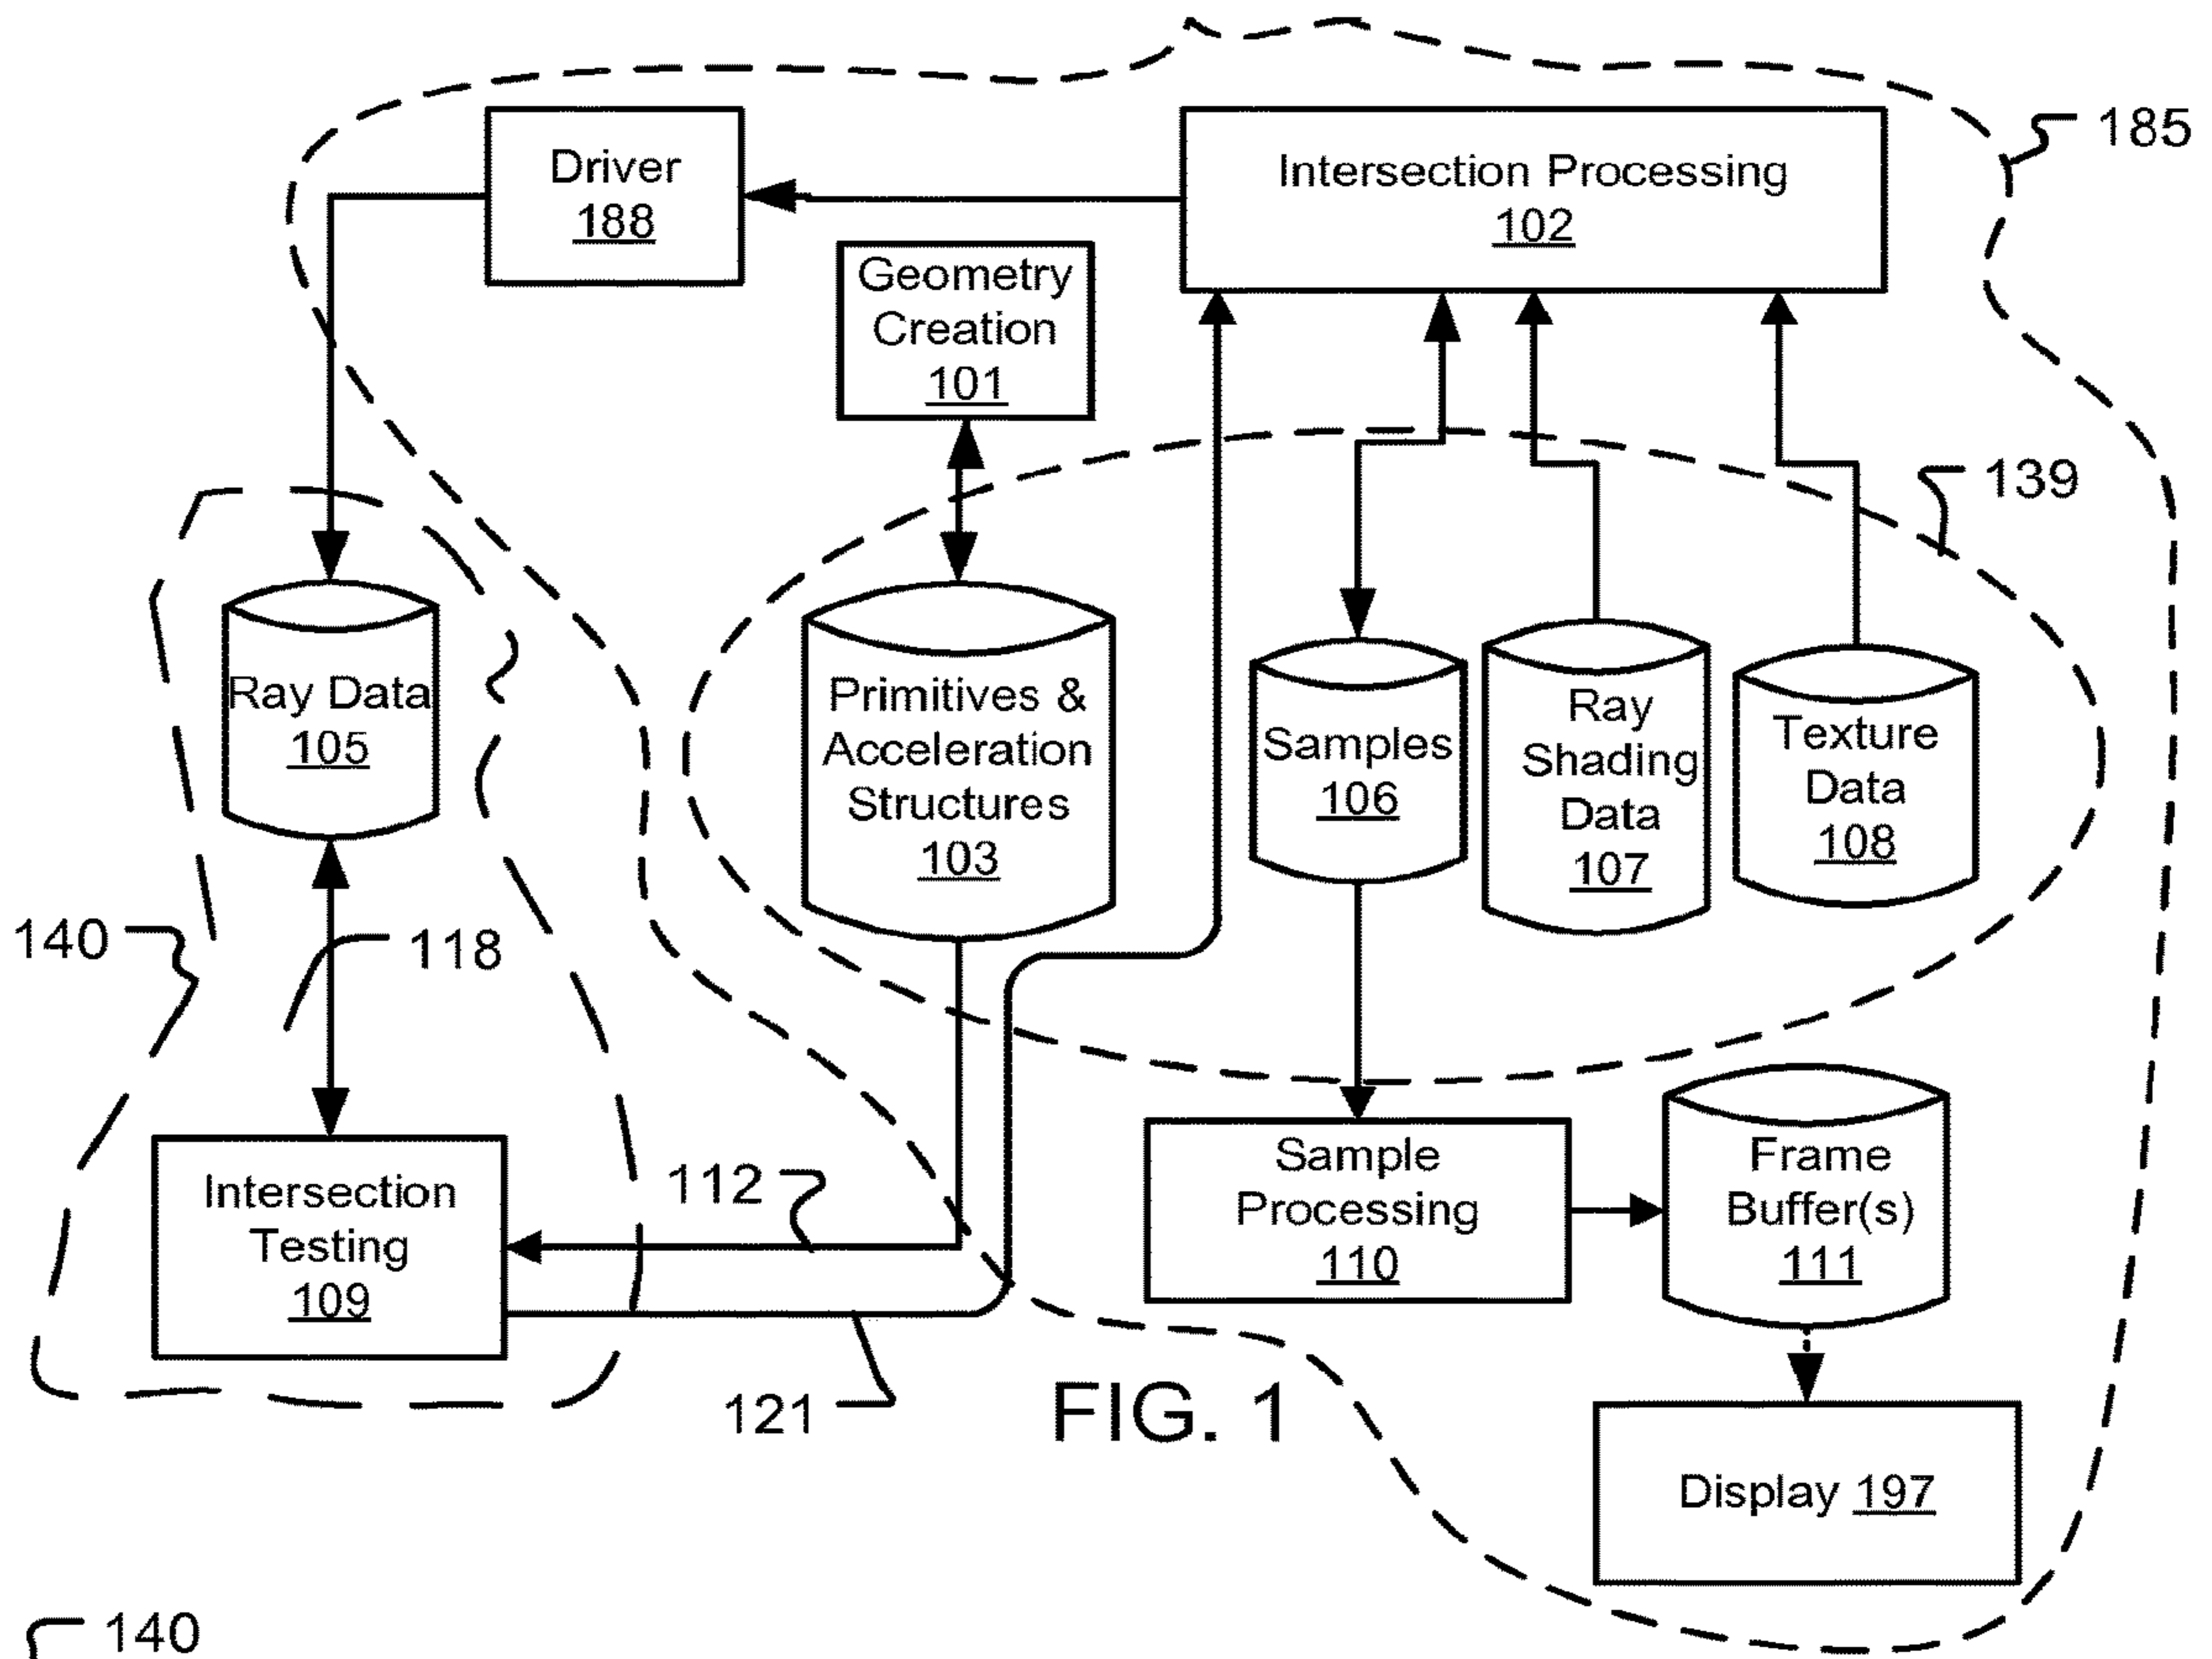 185
Driver
188
Intersection Processing
102
Geometry
Creation
101
139
Ray Data
105
Primitives &
Acceleration
Structures
103
Samples
106
Ray
Shading
Data
107
Texture
Data
108
140
118
Intersection
Testing
109
112
121
Sample
Processing
110
Frame
Buffer(s)
111
FIG. 1
Display 197
140